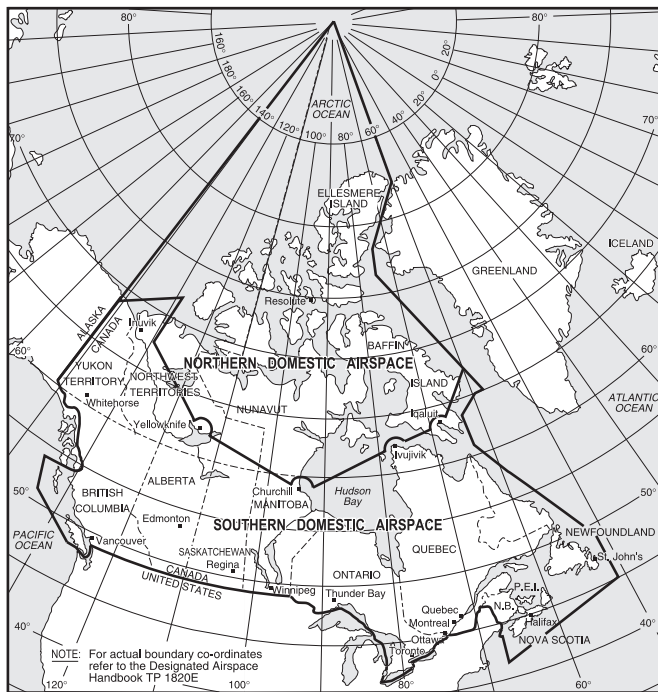 80°
80°
160°
160°
140°
120°
100°
80°
60°
40°
20°
0°
20°
ARCTIC
OCEAN
70°
70°
ELLESMERE
ISLAND
ICELAND
GREENLAND
Resolute
ALASKA
CANADA
Inuvik
BAFFIN
ISLAND
60°
60°
NORTHERN DOMESTIC AIRSPACE
YUKON
TERRITORY
NORTHWEST
TERRITORIES
NUNAVUT
Whitehorse
Yellowknife
Iqaluit
ATLANTIC
OCEAN
Ivujivik
50°
50°
ALBERTA
BRITISH
COLUMBIA
Churchill
MANITOBA
Hudson
Bay
Edmonton
SOUTHERN DOMESTIC AIRSPACE
NEWFOUNDLAND
St. John's
PACIFIC
OCEAN
Vancouver
SASKATCHEWAN
Regina
QUEBEC
CANADA
UNITED STATES
ONTARIO
Winnipeg
Thunder Bay
P.E.I.
N.B.
Quebec
Montreal
Ottawa
Toronto
Halifax
NOVA SCOTIA
40°
40°
NOTE: For actual boundary co-ordinates
refer to the Designated Airspace
Handbook TP 1820E
120°
100°
80°
60°